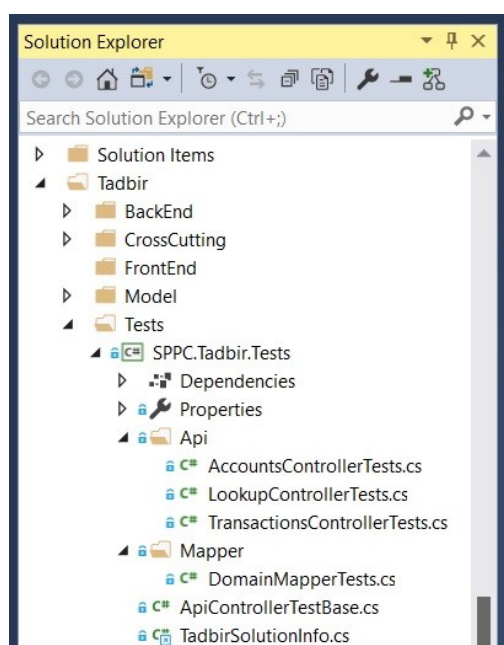 Solution Explorer
Search Solution Explorer (Ctrl+;)
Solution Items
Tadbir
BackEnd
CrossCutting
FrontEnd
Model
Tests
C# SPPC.Tadbir.Tests
Dependencies
Properties
Api
C# AccountsControllerTests.cs
C# LookupControllerTests.cs
C# TransactionsControllerTests.cs
Mapper
C# DomainMapperTests.cs
C# ApiControllerTestBase.cs
C# TadbirSolutionInfo.cs